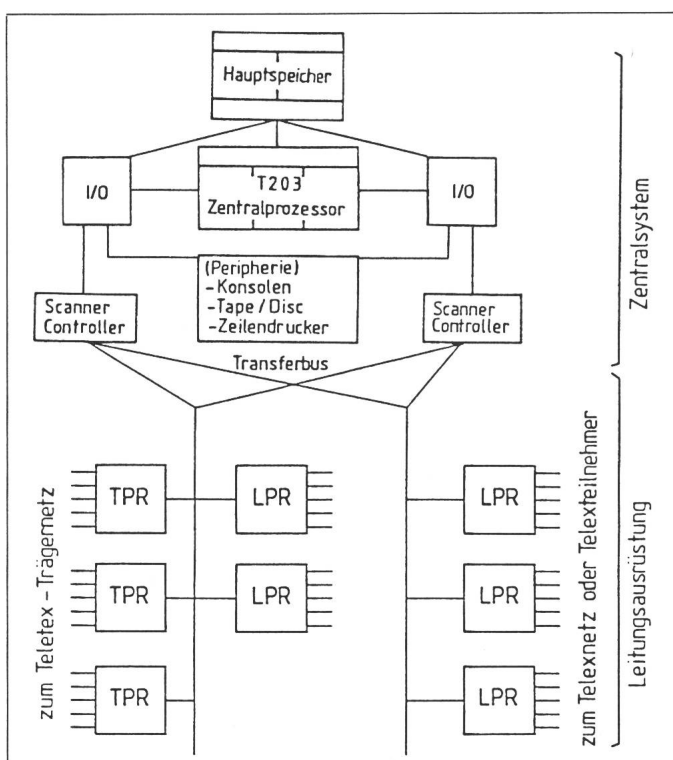 Hauptspeicher
I/O
T203
Zentralprozessor
I/O
(Peripherie)
-Konsolen
-Tape / Disc
-Zeilendrucker
Scanner
Controller
Scanner
Controller
Zentralsystem
Transferbus
TPR
LPR
LPR
TPR
LPR
LPR
TPR
LPR
zum Teletex-Trägernetz
zum Telexnetz oder Telexteilnehmer
Leitungsausrüstung